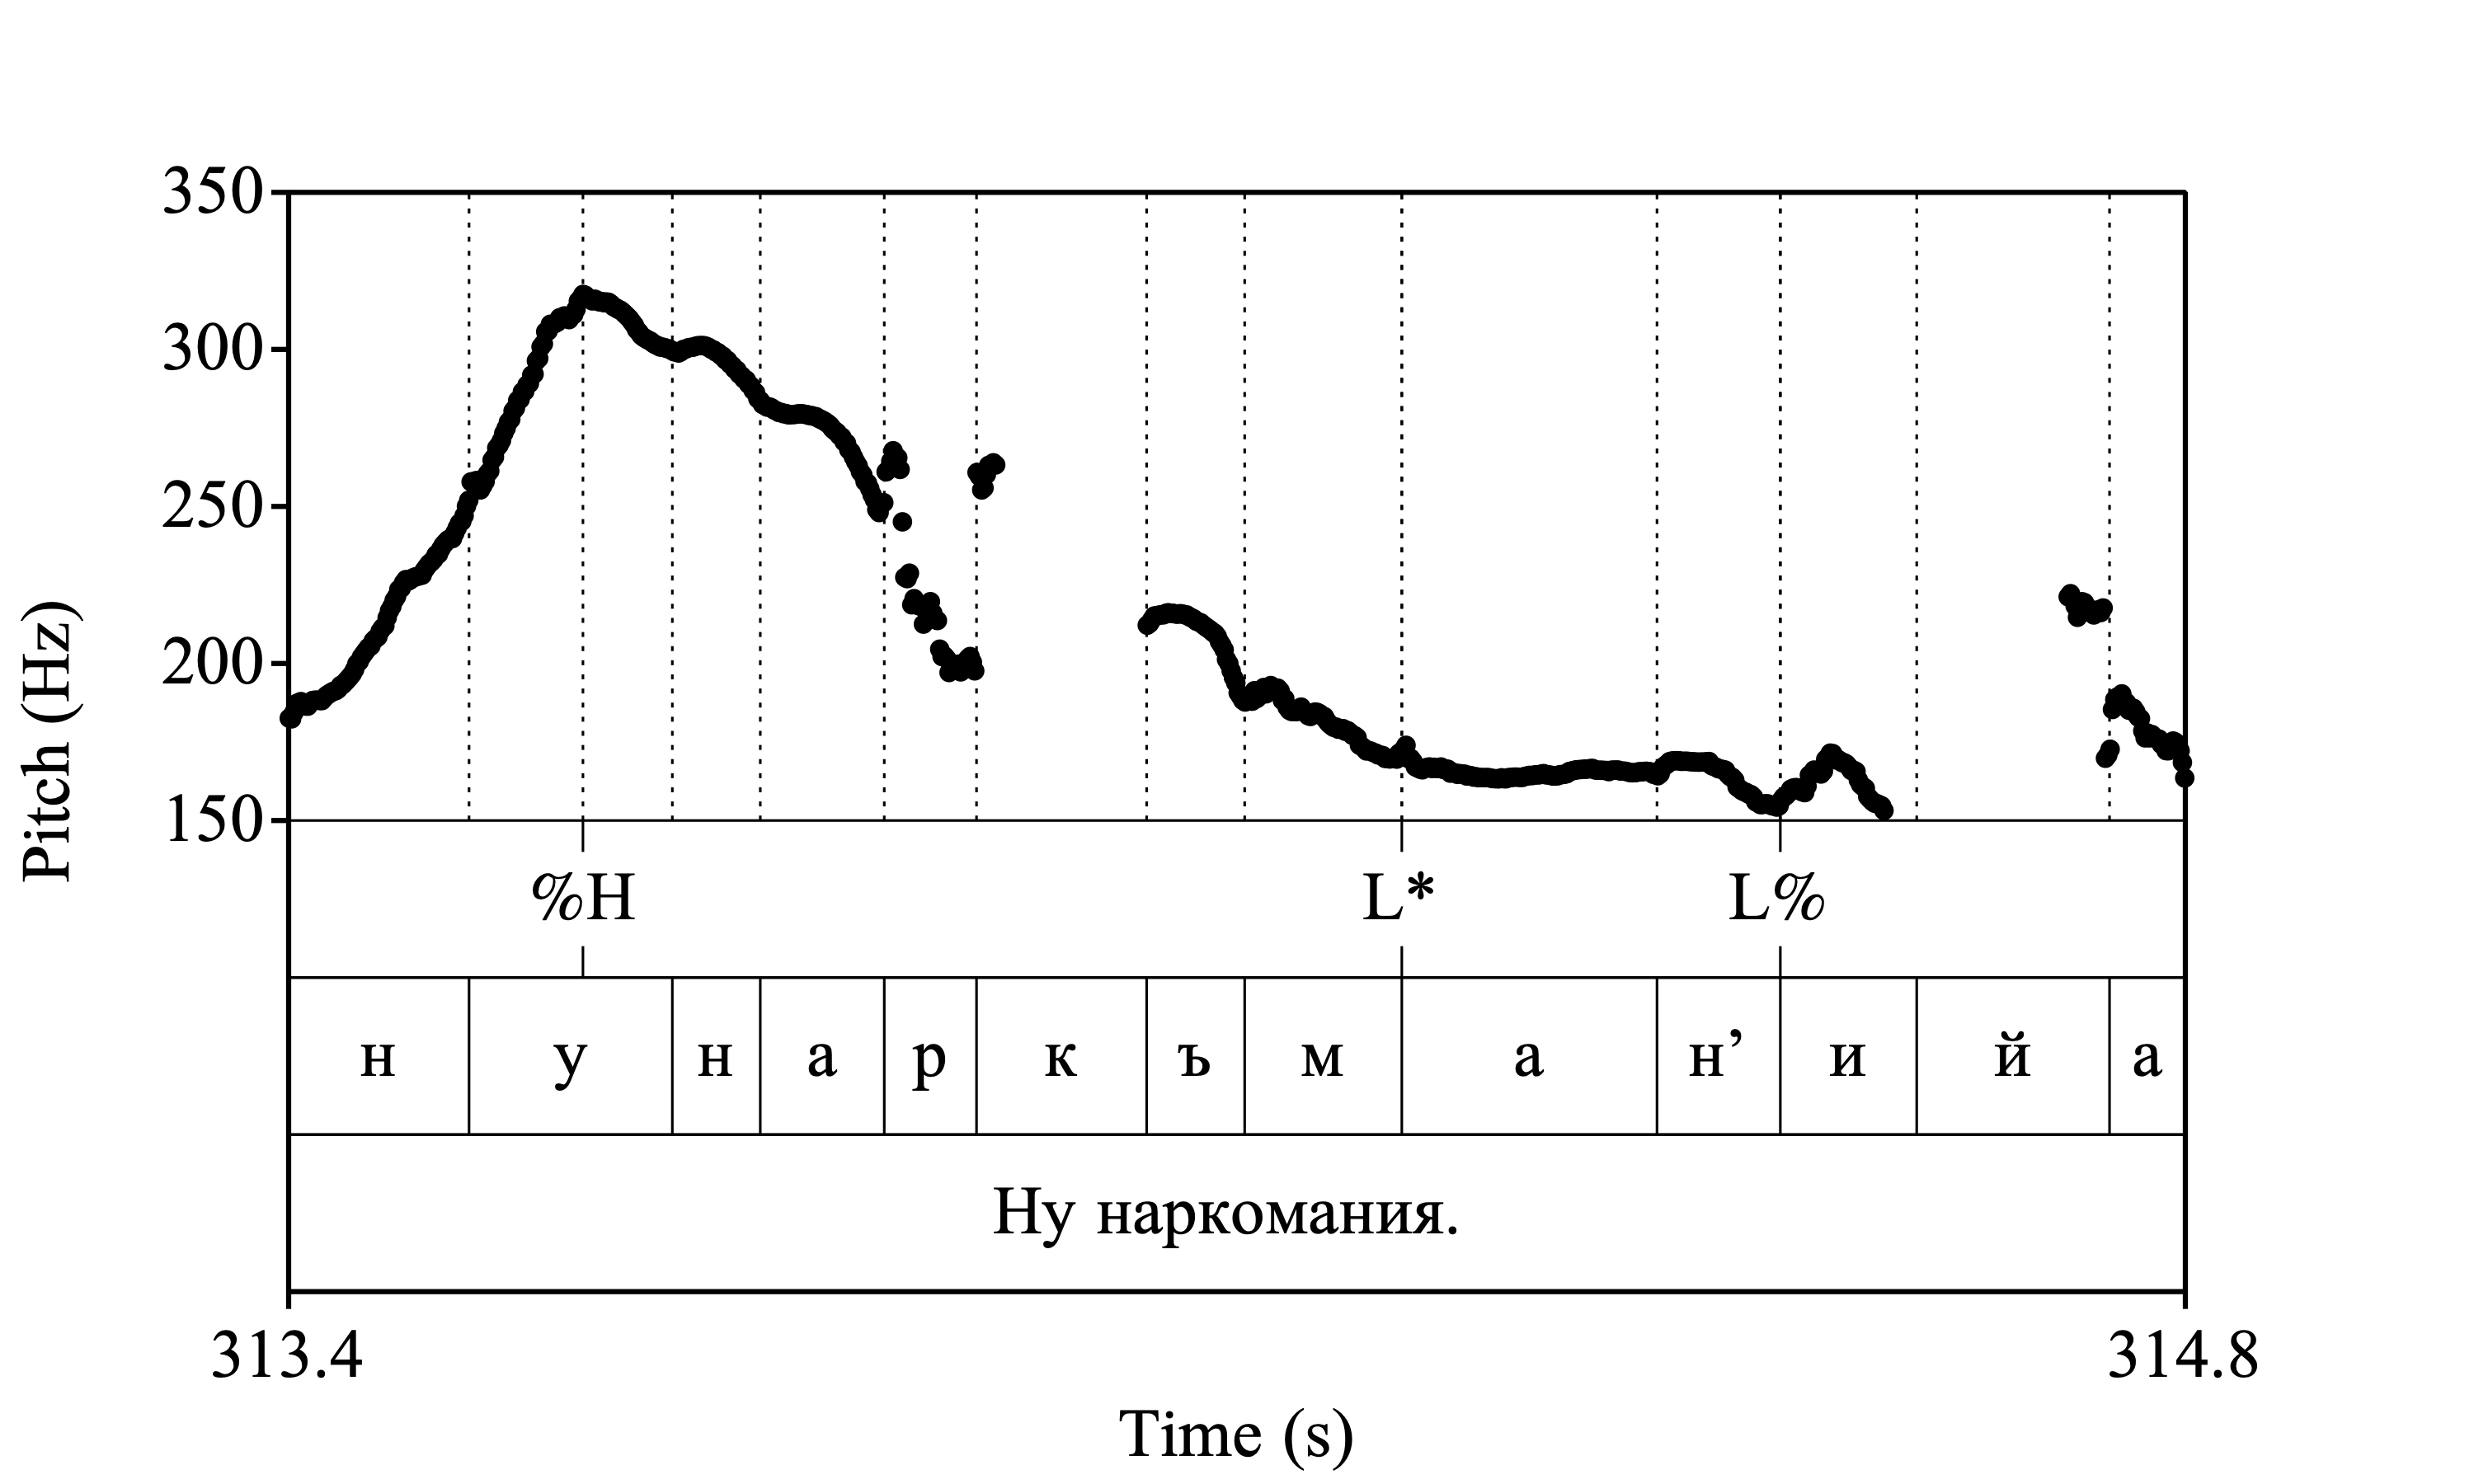 350
300
250
200
150
Pitch (Hz)
%H L* L%
н у н а р к ъ м а н’ и й а
Ну наркомания.
313.4 314.8
Time (s)